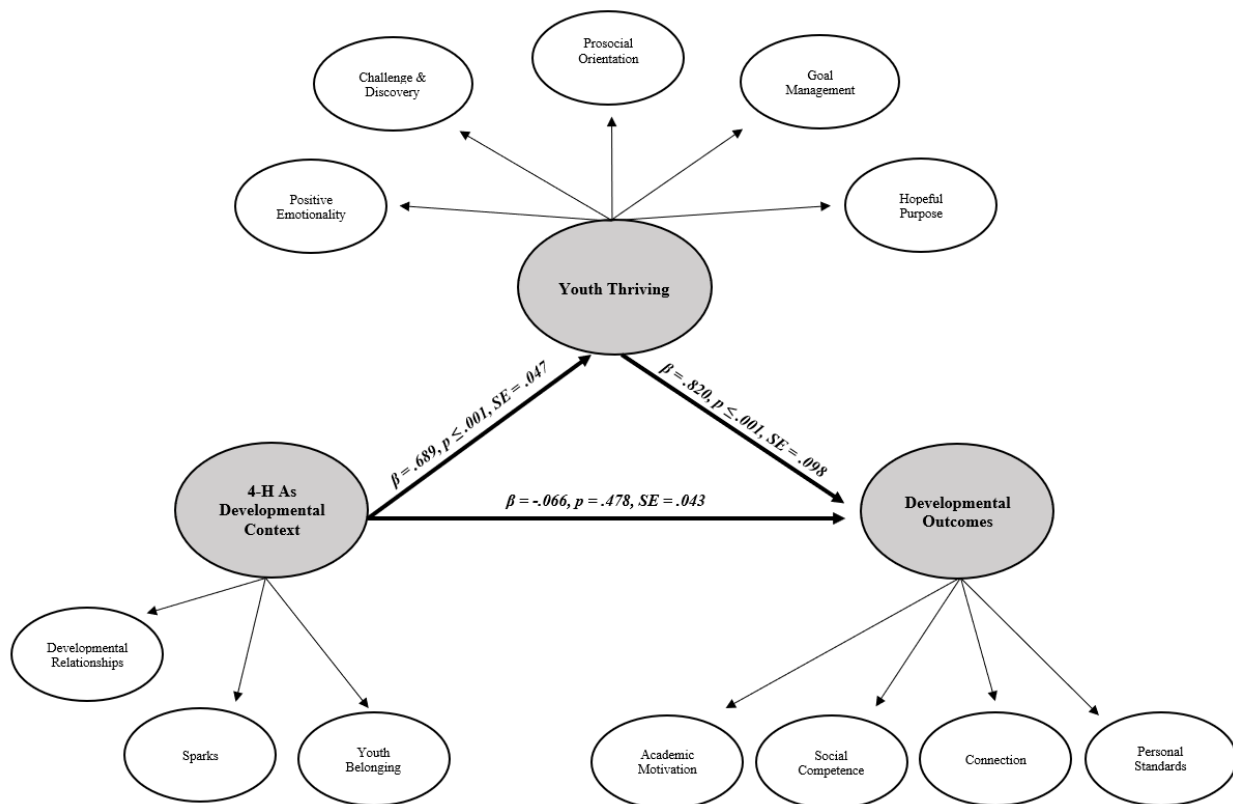 Prosocial
Orientation
Challenge &
Discovery
Goal
Management
Positive
Emotionality
Hopeful
Purpose
Youth Thriving
β = .689, p ≤ .001, SE = .047
β = .820, p ≤ .001, SE = .098
4-H As
Developmental
Context
β = -.066, p = .478, SE = .043
Developmental
Outcomes
Developmental
Relationships
Sparks
Youth
Belonging
Academic
Motivation
Social
Competence
Connection
Personal
Standards